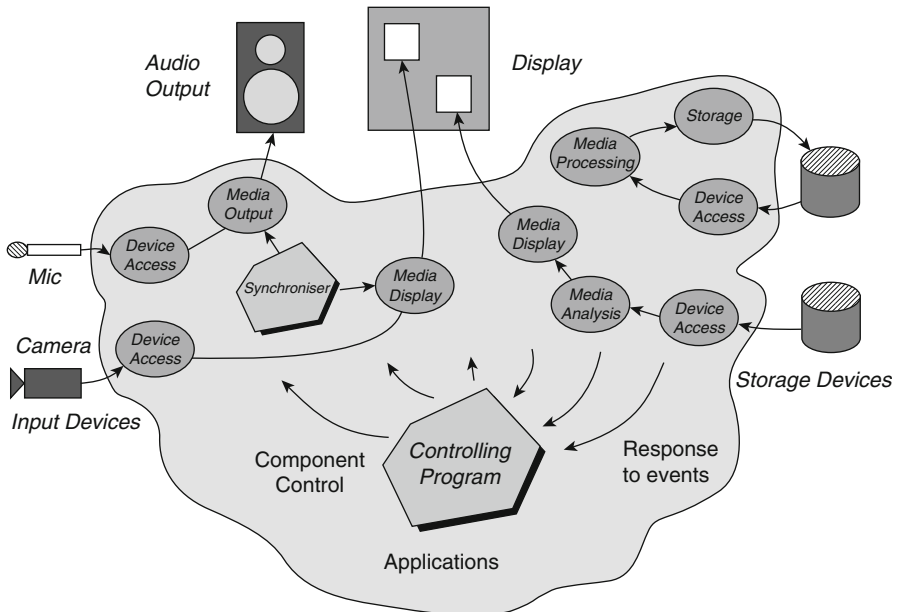 Audio
Output
Display
Storage
Media
Processing
Device
Access
Media
Output
Media
Display
Device
Access
Mic
Synchroniser
Media
Display
Media
Analysis
Device
Access
Camera
Device
Access
Input Devices
Storage Devices
Component
Control
Controlling
Program
Response
to events
Applications